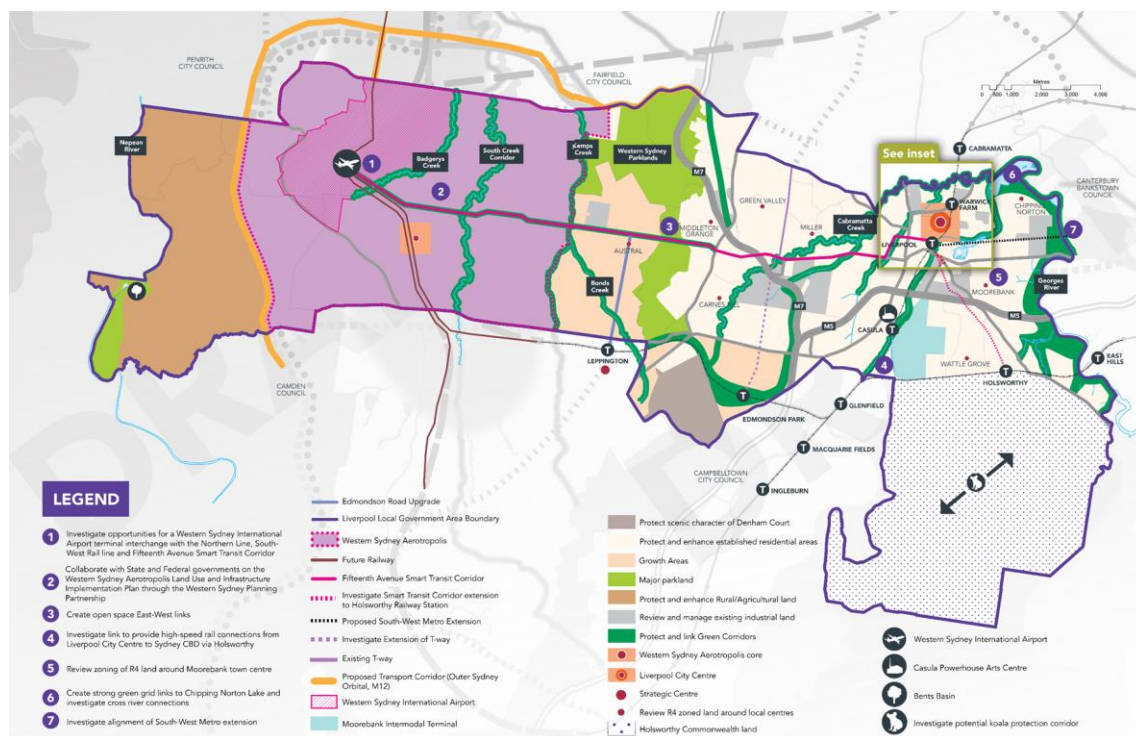 PENRITH
CITY COUNCIL
FAIRFIELD
CITY COUNCIL
Metres
0 500 1,000 2,000 3,000 4,000
Nepean
River
1
Badgerys
Creek
2
South Creek
Corridor
Kemps
Creek
Western Sydney
Parklands
M7
See inset
CABRAMATTA
T
6
CANTERBURY
BANKSTOWN
COUNCIL
WARWICK
FARM
T
CHIPPING
NORTON
GREEN VALLEY
3
MIDDLETON
GRANGE
MILLER
Cabramatta
Creek
LIVERPOOL
T
7
AUSTRAL
5
MOOREBANK
Georges
River
Bonds
Creek
CARNES HILL
M7
M5
CASULA
T
M5
LEPPINGTON
T
4
WATTLE GROVE
T
HOLSWORTHY
EAST
HILLS
T
CAMDEN
COUNCIL
T
EDMONDSON PARK
T
GLENFIELD
T
MACQUARIE FIELDS
CAMPBELLTOWN
CITY COUNCIL
T
INGLEBURN
DRAFT
LEGEND
1
Investigate opportunities for a Western Sydney International
Airport terminal interchange with the Northern Line, South-
West Rail line and Fifteenth Avenue Smart Transit Corridor
2
Collaborate with State and Federal governments on the
Western Sydney Aerotropolis Land Use and Infrastructure
Implementation Plan through the Western Sydney Planning
Partnership
3
Create open space East-West links
4
Investigate link to provide high-speed rail connections from
Liverpool City Centre to Sydney CBD via Holsworthy
5
Review zoning of R4 land around Moorebank town centre
6
Create strong green grid links to Chipping Norton Lake and
investigate cross river connections
7
Investigate alignment of South-West Metro extension
Edmondson Road Upgrade
Liverpool Local Government Area Boundary
Western Sydney Aerotropolis
Future Railway
Fifteenth Avenue Smart Transit Corridor
Investigate Smart Transit Corridor extension
to Holsworthy Railway Station
Proposed South-West Metro Extension
Investigate Extension of T-way
Existing T-way
Proposed Transport Corridor (Outer Sydney
Orbital, M12)
Western Sydney International Airport
Moorebank Intermodal Terminal
Protect scenic character of Denham Court
Protect and enhance established residential areas
Growth Areas
Major parkland
Protect and enhance Rural/Agricultural land
Review and manage existing industrial land
Protect and link Green Corridors
Western Sydney Aerotropolis core
Liverpool City Centre
Strategic Centre
Review R4 zoned land around local centres
Holsworthy Commonwealth land
Western Sydney International Airport
Casula Powerhouse Arts Centre
Bents Basin
Investigate potential koala protection corridor